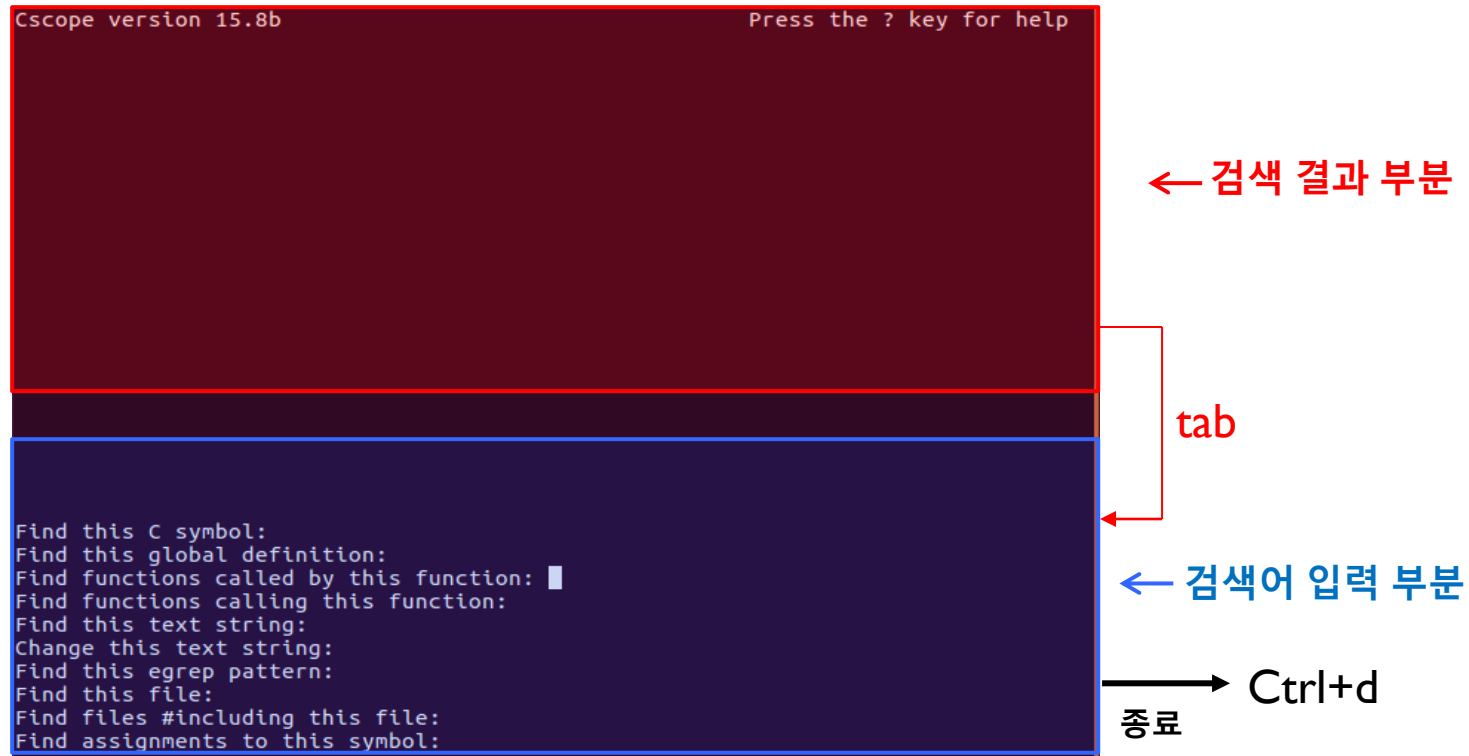 Cscope version 15.8b Press the ? key for help
← 검색 결과 부분
tab
Find this C symbol:
Find this global definition:
Find functions called by this function:
Find functions calling this function:
Find this text string:
Change this text string:
Find this egrep pattern:
Find this file:
Find files #including this file:
Find assignments to this symbol:
← 검색어 입력 부분
Ctrl+d
종료